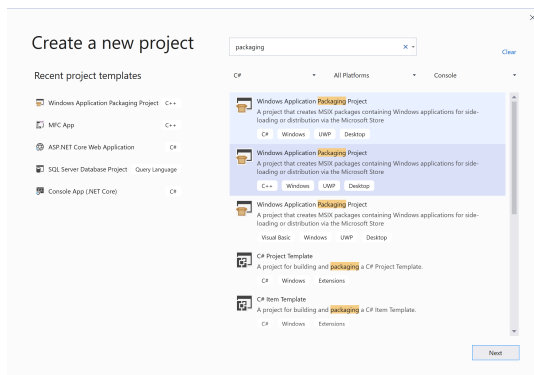 Create a new project
Recent project templates
Windows Application Packaging Project C++
MFC App C++
ASP.NET Core Web Application C#
SQL Server Database Project Query Language
Console App (.NET Core) C#
packaging
Clear
C# All Platforms Console
Windows Application Packaging Project
A project that creates MSIX packages containing Windows applications for side-
loading or distribution via the Microsoft Store
C# Windows UWP Desktop
Windows Application Packaging Project
A project that creates MSIX packages containing Windows applications for side-
loading or distribution via the Microsoft Store
C++ Windows UWP Desktop
Windows Application Packaging Project
A project that creates MSIX packages containing Windows applications for side-
loading or distribution via the Microsoft Store
Visual Basic Windows UWP Desktop
C# Project Template
A project for building and packaging a C# Project Template.
C# Windows Extensions
C# Item Template
A project for building and packaging a C# Item Template.
C# Windows Extensions
Next